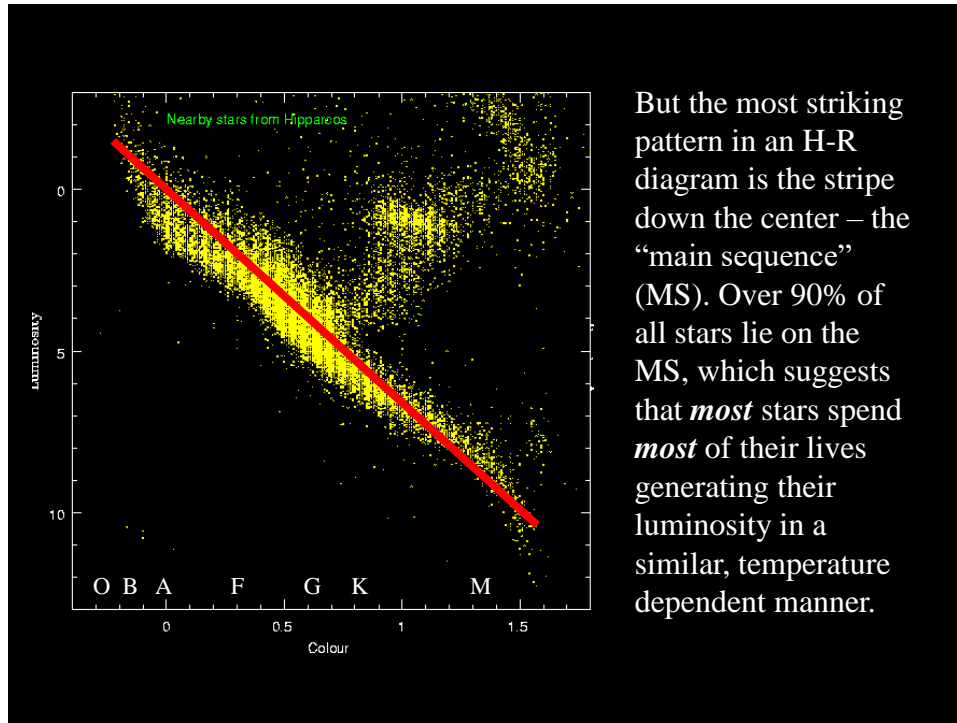 Nearby stars from Hipparcos
But the most striking
pattern in an H-R
diagram is the stripe
down the center – the
“main sequence”
(MS). Over 90% of
all stars lie on the
MS, which suggests
that most stars spend
most of their lives
generating their
luminosity in a
similar, temperature
dependent manner.
0
5
10
Luminosity
O B A F G K M
0 0.5 1 1.5
Colour